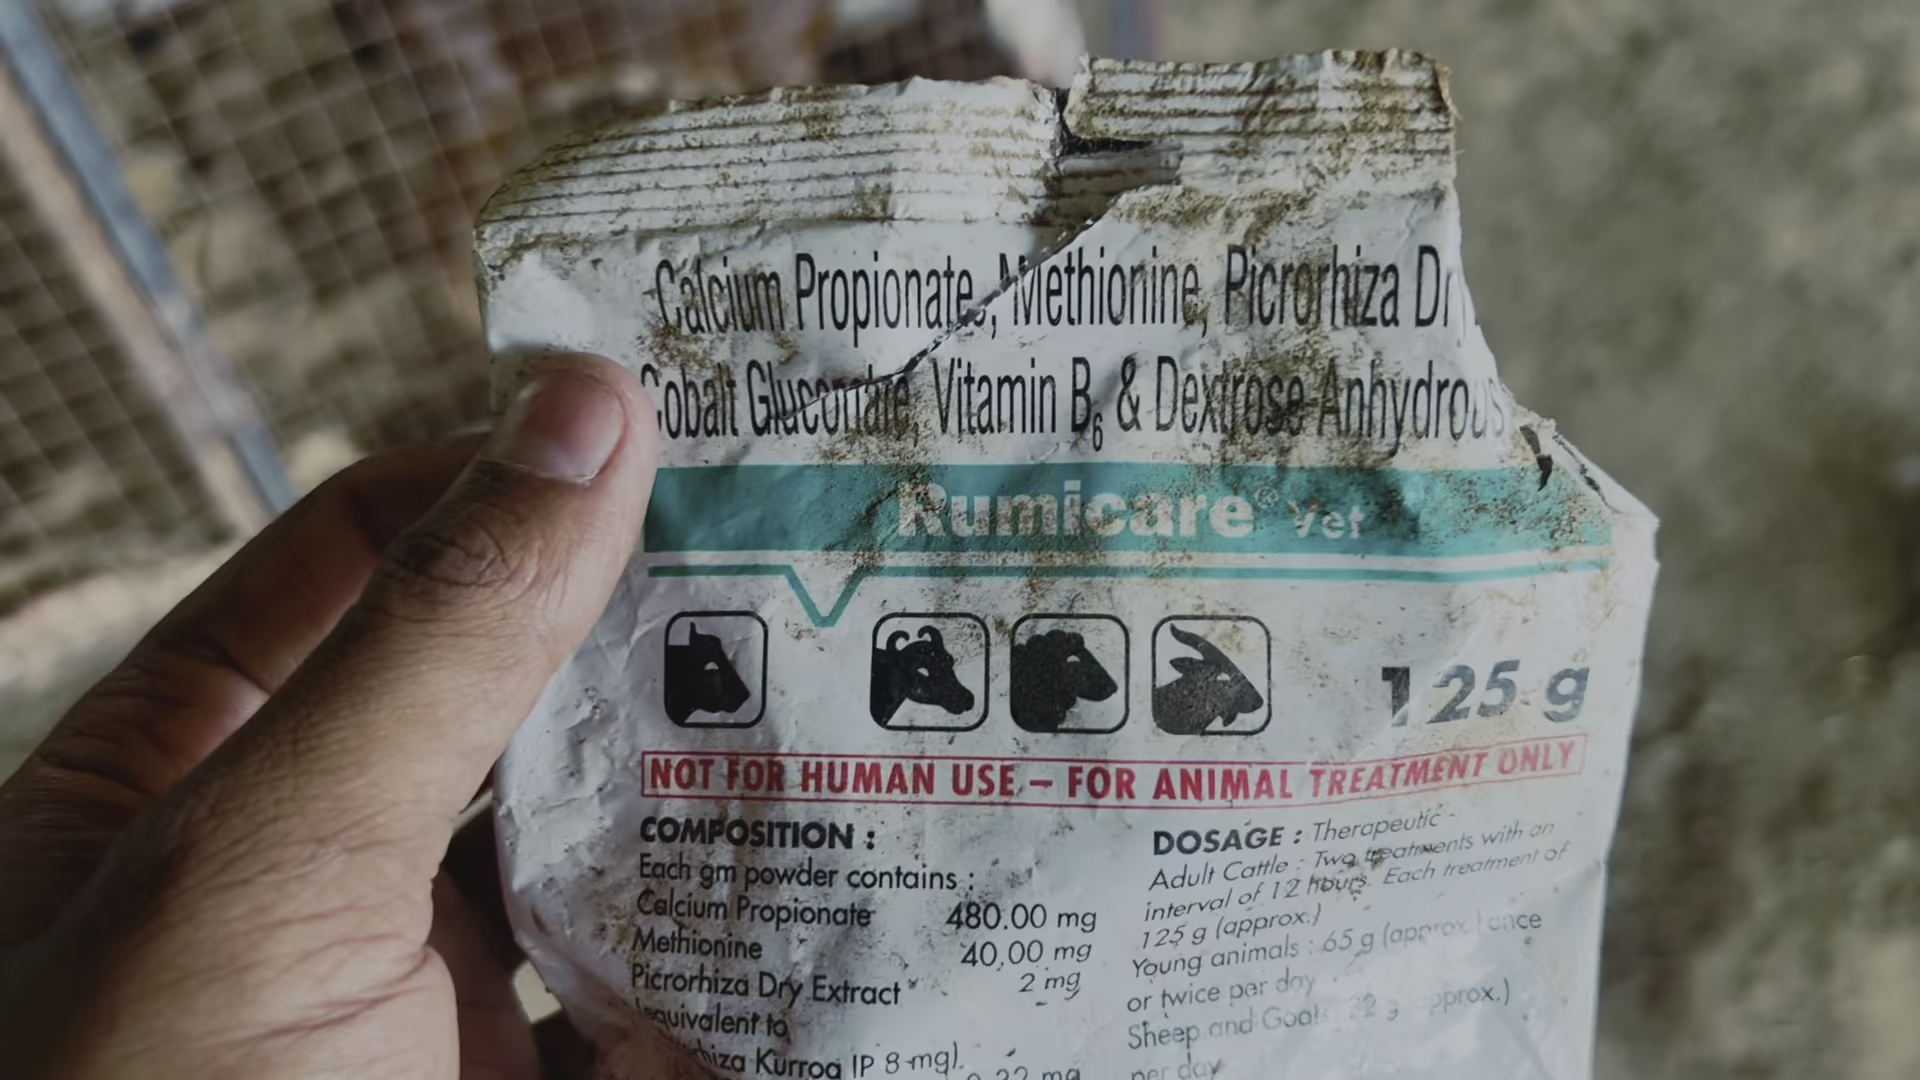 Calcium Propionate, Methionine, Picrorhiza Dr
Cobalt Gluconate, Vitamin B6 & Dextrose Anhydrous
Rumicare® Vet
125 g
NOT FOR HUMAN USE – FOR ANIMAL TREATMENT ONLY
COMPOSITION :
Each gm powder contains :
Calcium Propionate 480.00 mg
Methionine 40.00 mg
Picrorhiza Dry Extract 2 mg
equivalent to
Kurroa IP 8 mg)
mg
DOSAGE : Therapeutic -
Adult Cattle : Two treatments with an
interval of 12 hours. Each treatment of
125 g (approx.)
Young animals : 65 g (approx.) once
or twice per day
Sheep and Goat g (approx.)
per day